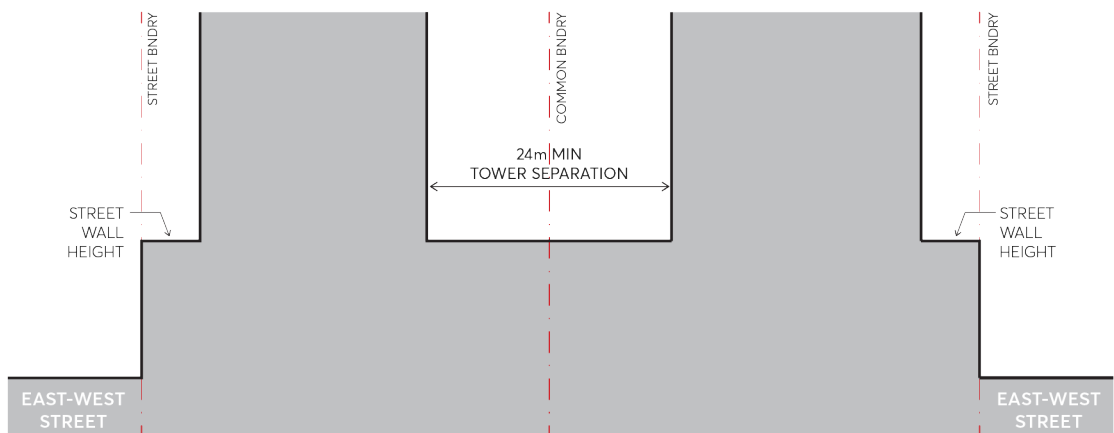 STREET BNDRY
COMMON BNDRY
STREET BNDRY
24m MIN
TOWER SEPARATION
STREET
WALL
HEIGHT
STREET
WALL
HEIGHT
EAST-WEST
STREET
EAST-WEST
STREET